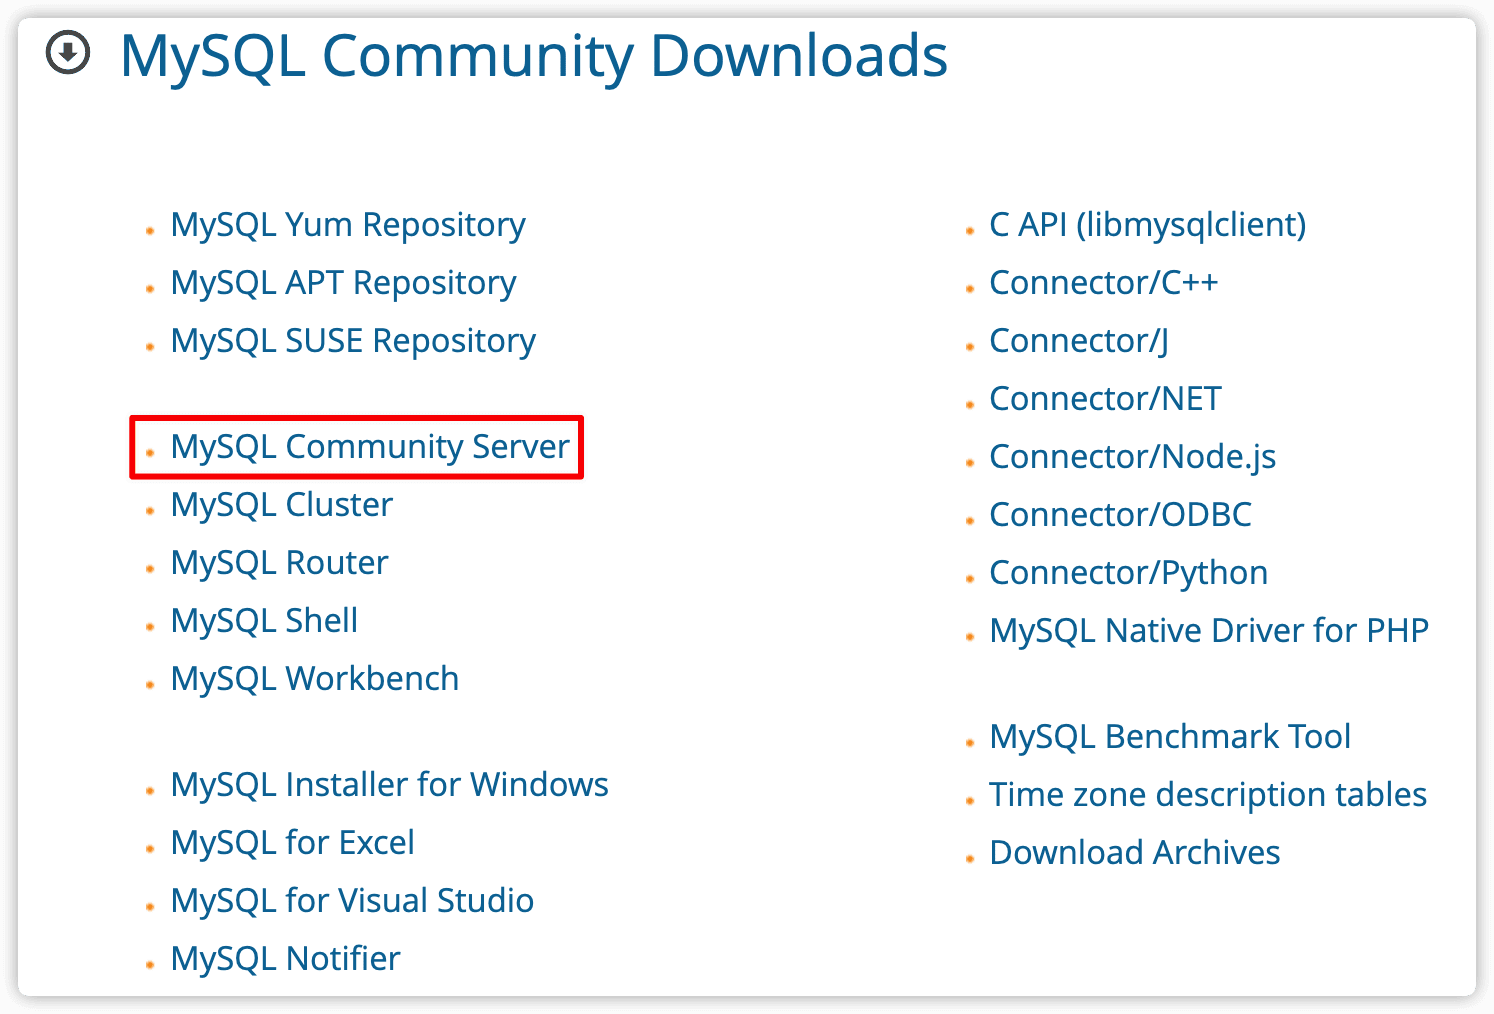 MySQL Community Downloads
MySQL Yum Repository
MySQL APT Repository
MySQL SUSE Repository
MySQL Community Server
MySQL Cluster
MySQL Router
MySQL Shell
MySQL Workbench
MySQL Installer for Windows
MySQL for Excel
MySQL for Visual Studio
MySQL Notifier
C API (libmysqlclient)
Connector/C++
Connector/J
Connector/NET
Connector/Node.js
Connector/ODBC
Connector/Python
MySQL Native Driver for PHP
MySQL Benchmark Tool
Time zone description tables
Download Archives